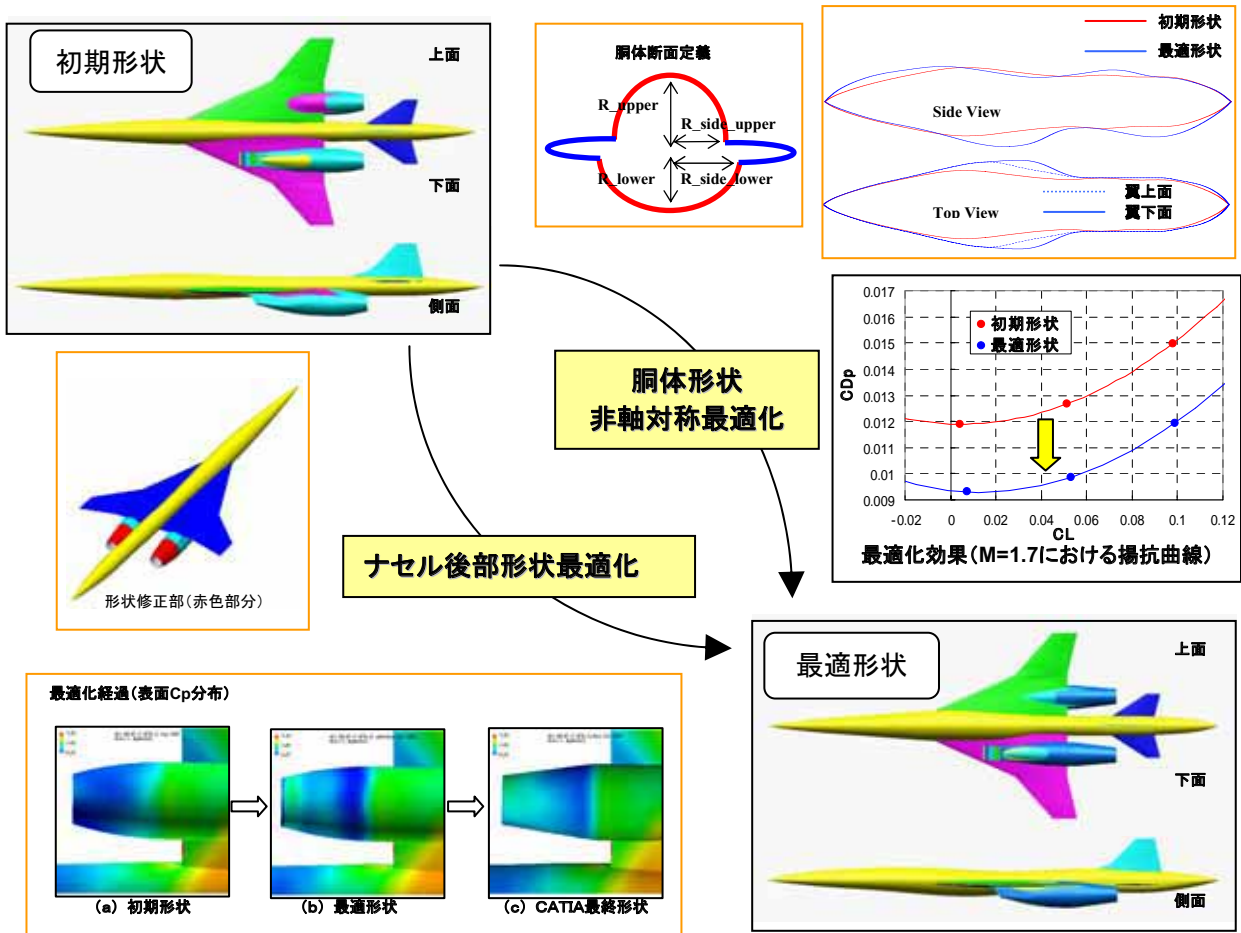 初期形状
上面
下面
側面
胴体断面定義
R_upper
R_side_upper
R_lower
R_side_lower
初期形状
最適形状
Side View
翼上面
翼下面
Top View
0.017
0.016
0.015
0.014
0.013
0.012
0.011
0.01
0.009
CDp
初期形状
最適形状
-0.02
0
0.02
0.04
0.06
0.08
0.1
0.12
CL
最適化効果(M=1.7における揚抗曲線)
胴体形状
非軸対称最適化
ナセル後部形状最適化
形状修正部(赤色部分)
最適形状
上面
下面
側面
最適化経過(表面Cp分布)
(a) 初期形状
(b) 最適形状
(c) CATIA最終形状